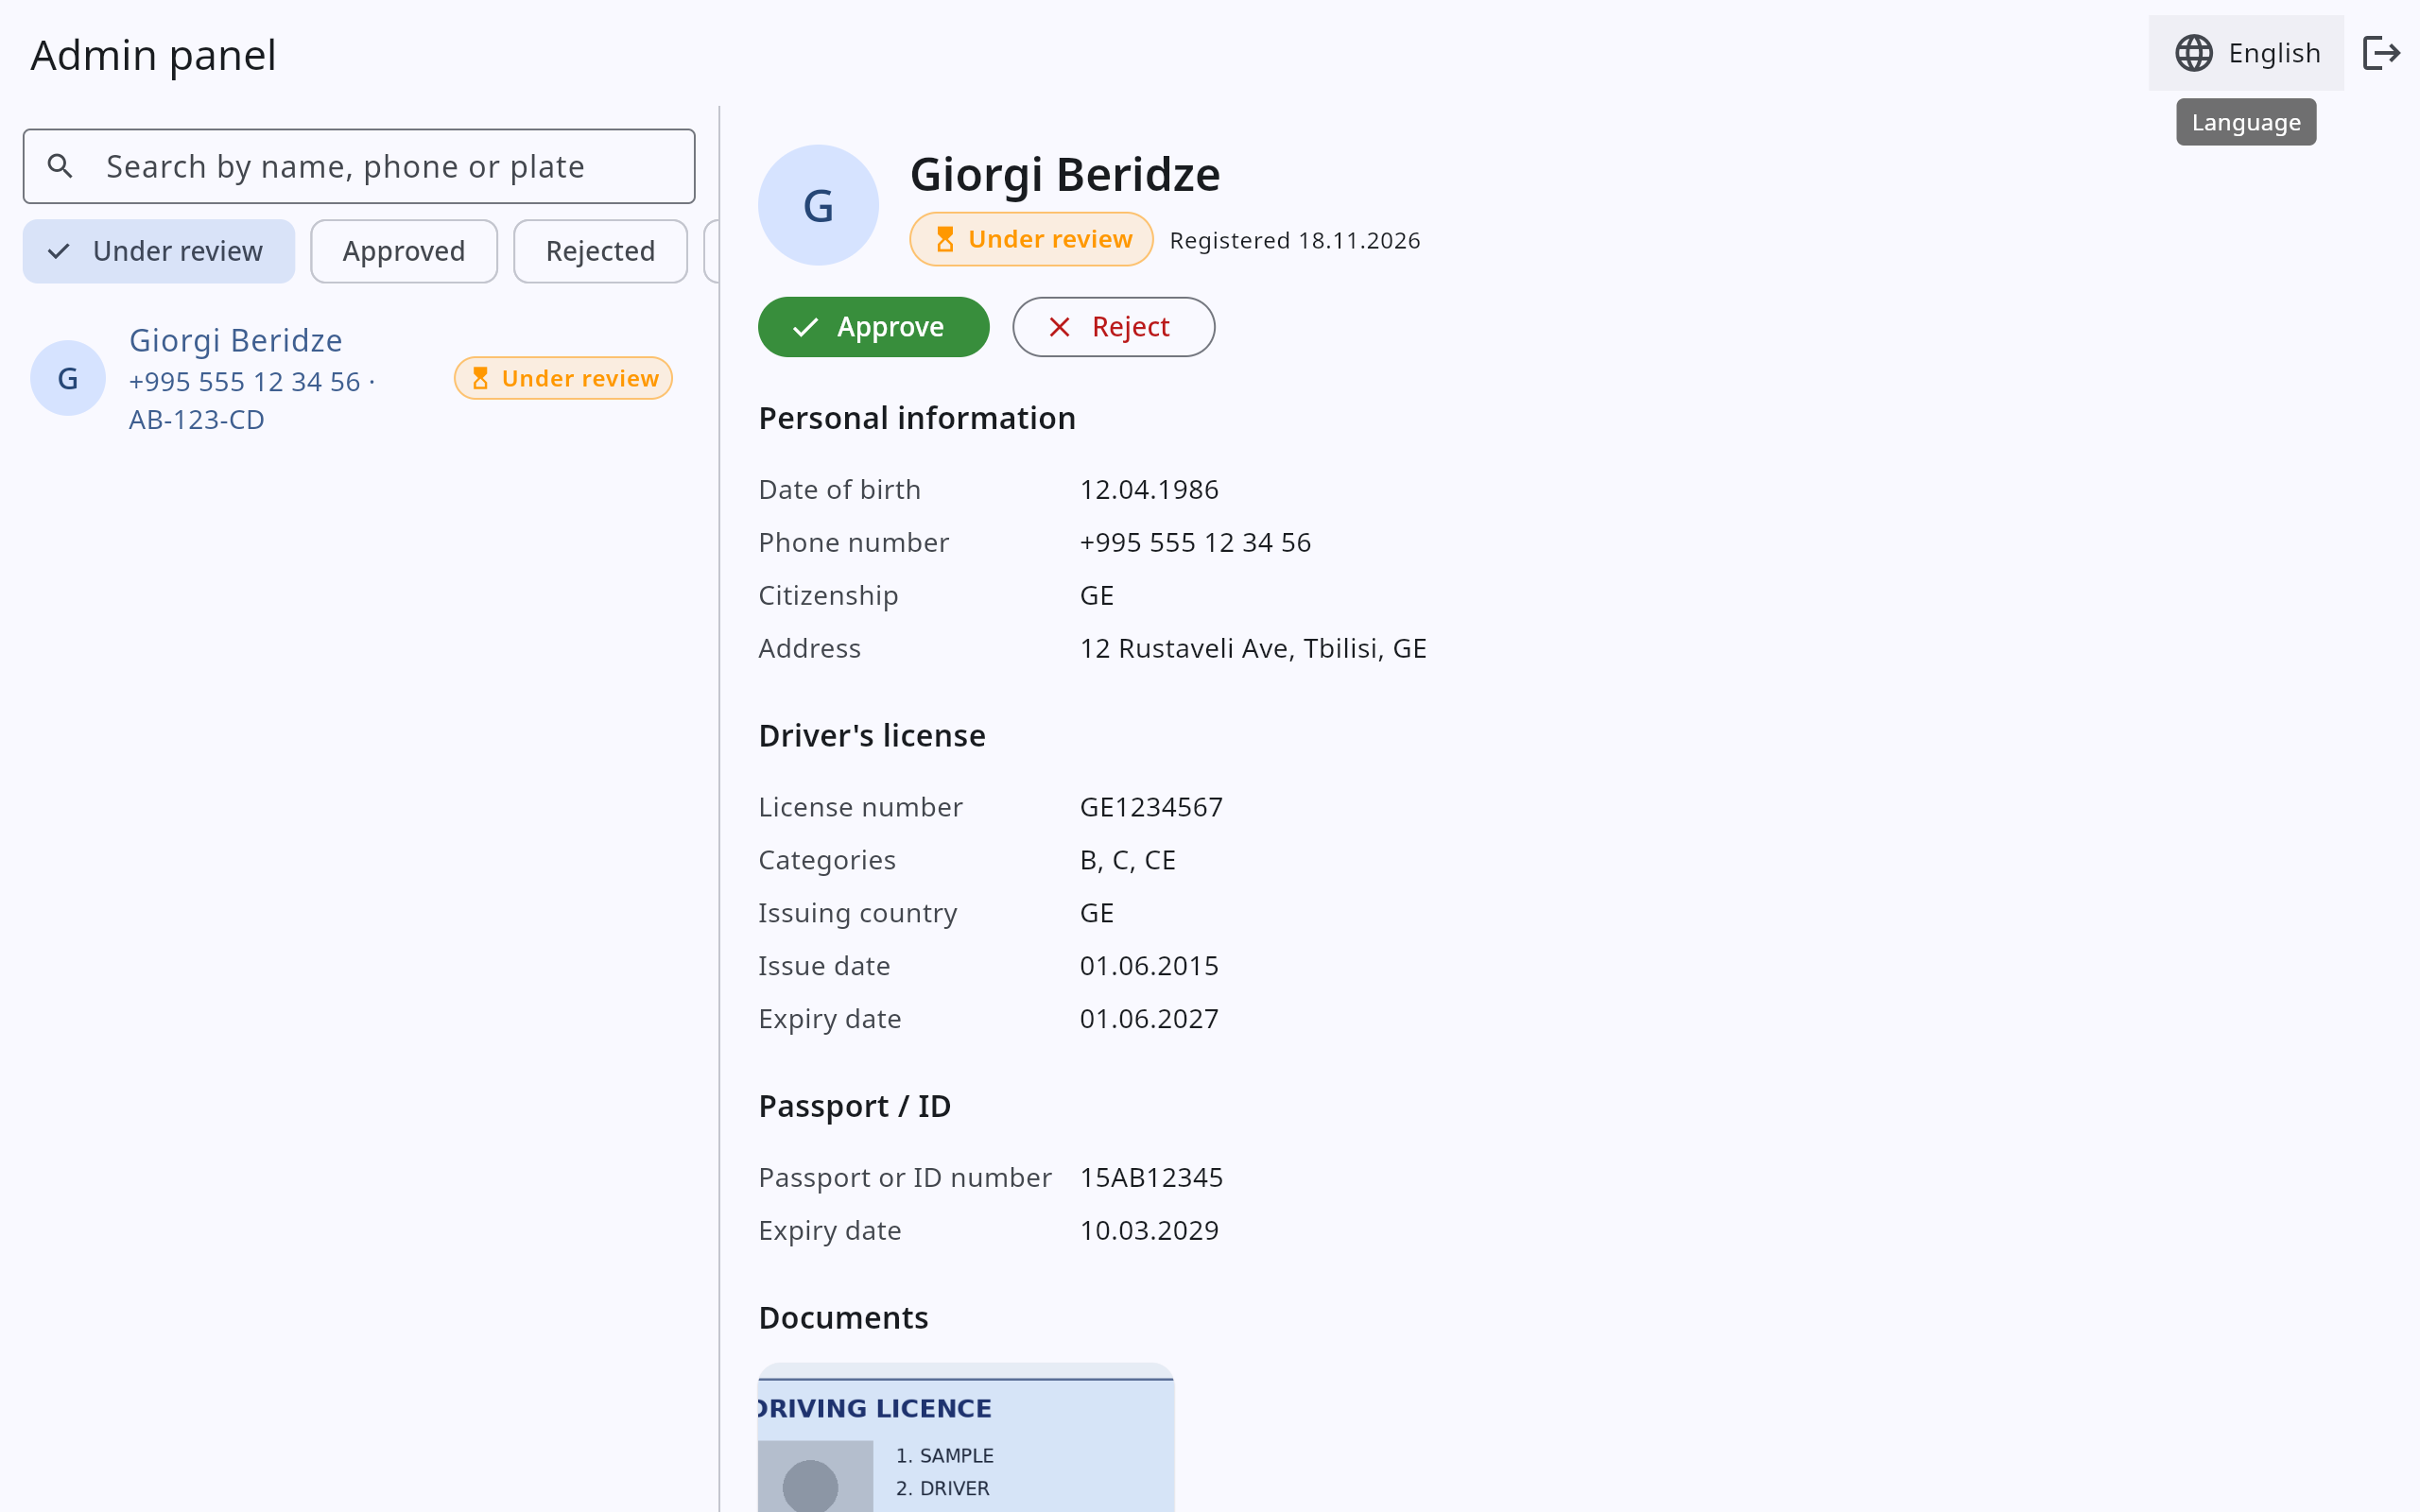 Admin panel
English
Language
Search by name, phone or plate
Under review
Approved
Rejected
G
Giorgi Beridze
+995 555 12 34 56 ·
AB-123-CD
Under review
G
Giorgi Beridze
Under review
Registered 18.11.2026
Approve
Reject
Personal information
Date of birth 12.04.1986
Phone number +995 555 12 34 56
Citizenship GE
Address 12 Rustaveli Ave, Tbilisi, GE
Driver's license
License number GE1234567
Categories B, C, CE
Issuing country GE
Issue date 01.06.2015
Expiry date 01.06.2027
Passport / ID
Passport or ID number 15AB12345
Expiry date 10.03.2029
Documents
DRIVING LICENCE
1. SAMPLE
2. DRIVER